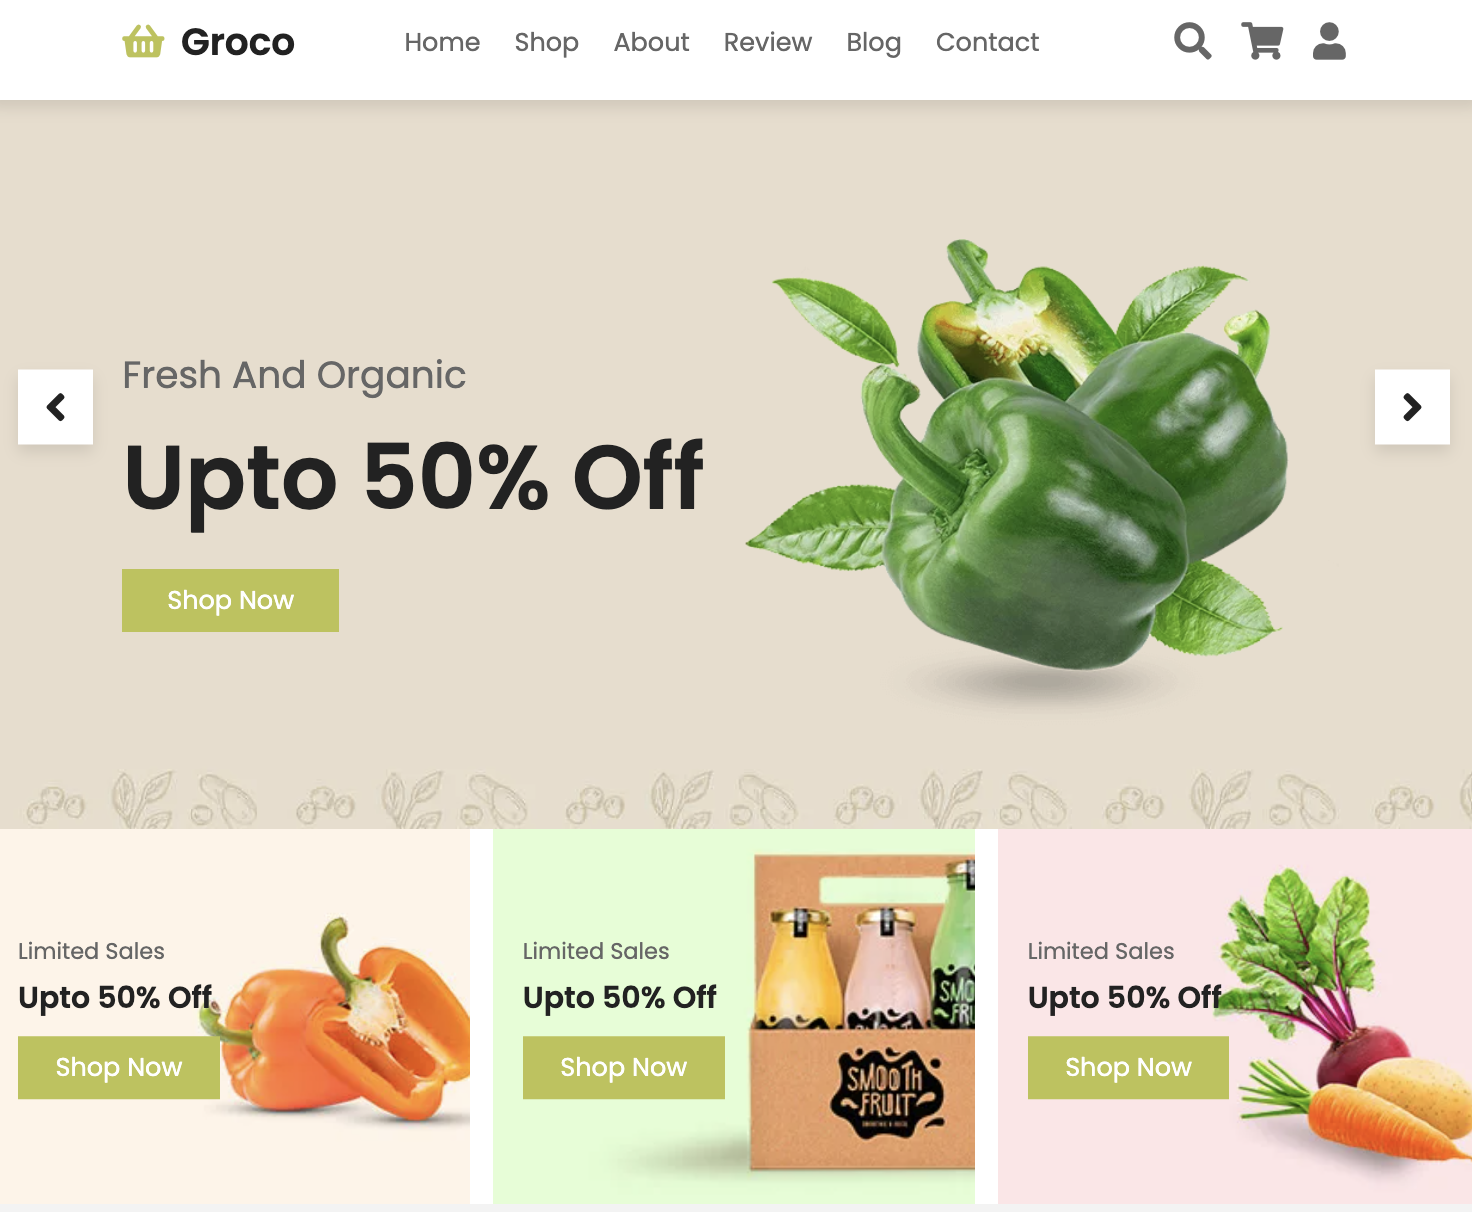 Groco
Home Shop About Review Blog Contact
Fresh And Organic
Upto 50% Off
Shop Now
Limited Sales
Upto 50% Off
Shop Now
Limited Sales
Upto 50% Off
Shop Now
SMOOTH
FRUIT
Limited Sales
Upto 50% Off
Shop Now